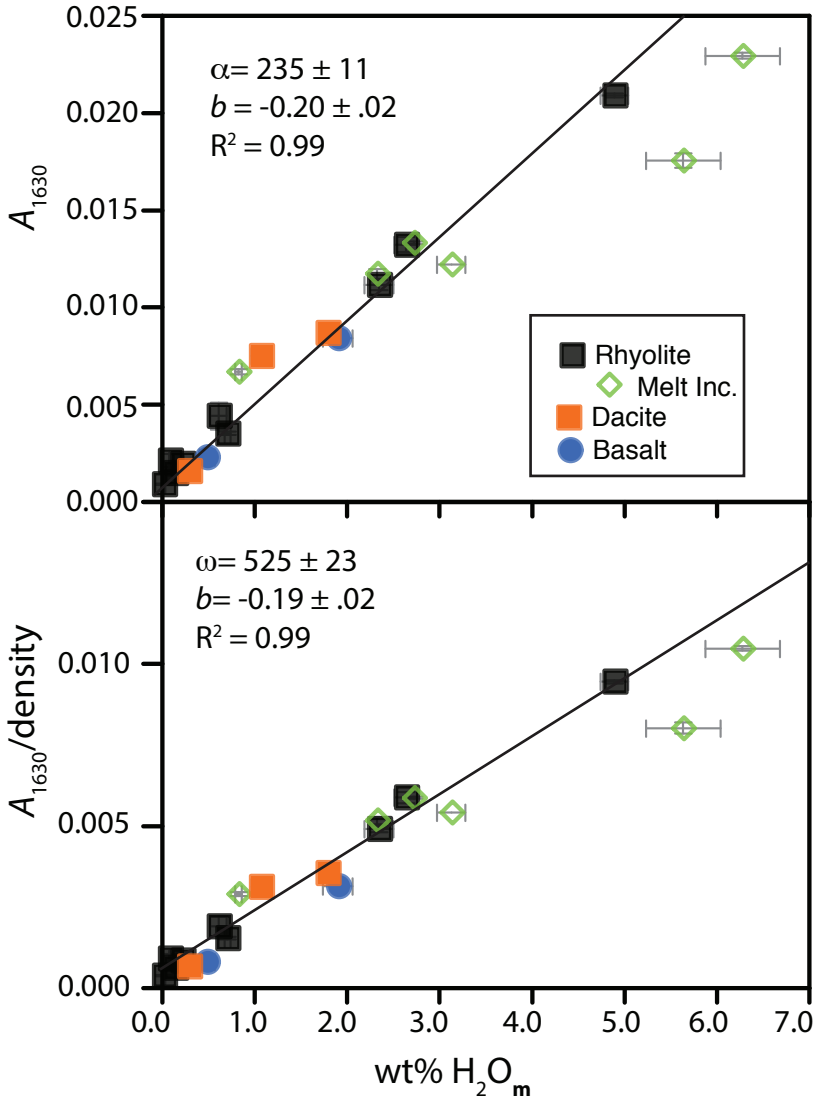 0.025
0.020
0.015
0.010
0.005
0.000
A1630
α= 235 ± 11
b = -0.20 ± .02
R² = 0.99
Rhyolite
Melt Inc.
Dacite
Basalt
ω= 525 ± 23
b= -0.19 ± .02
R² = 0.99
0.010
0.005
0.000
A1630/density
0.0 1.0 2.0 3.0 4.0 5.0 6.0 7.0
wt% H₂Om